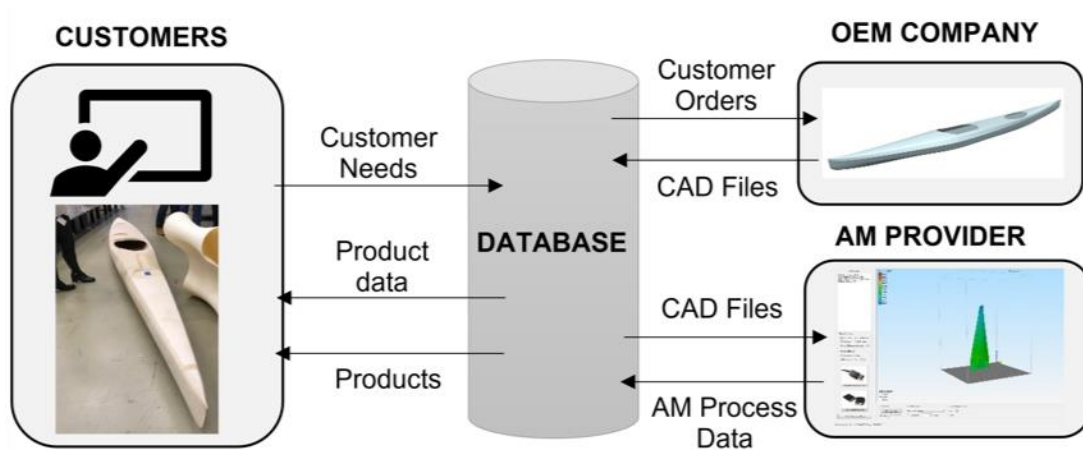 CUSTOMERS
OEM COMPANY
Customer
Orders
Customer
Needs
CAD Files
DATABASE
AM PROVIDER
Product
data
CAD Files
Products
AM Process
Data